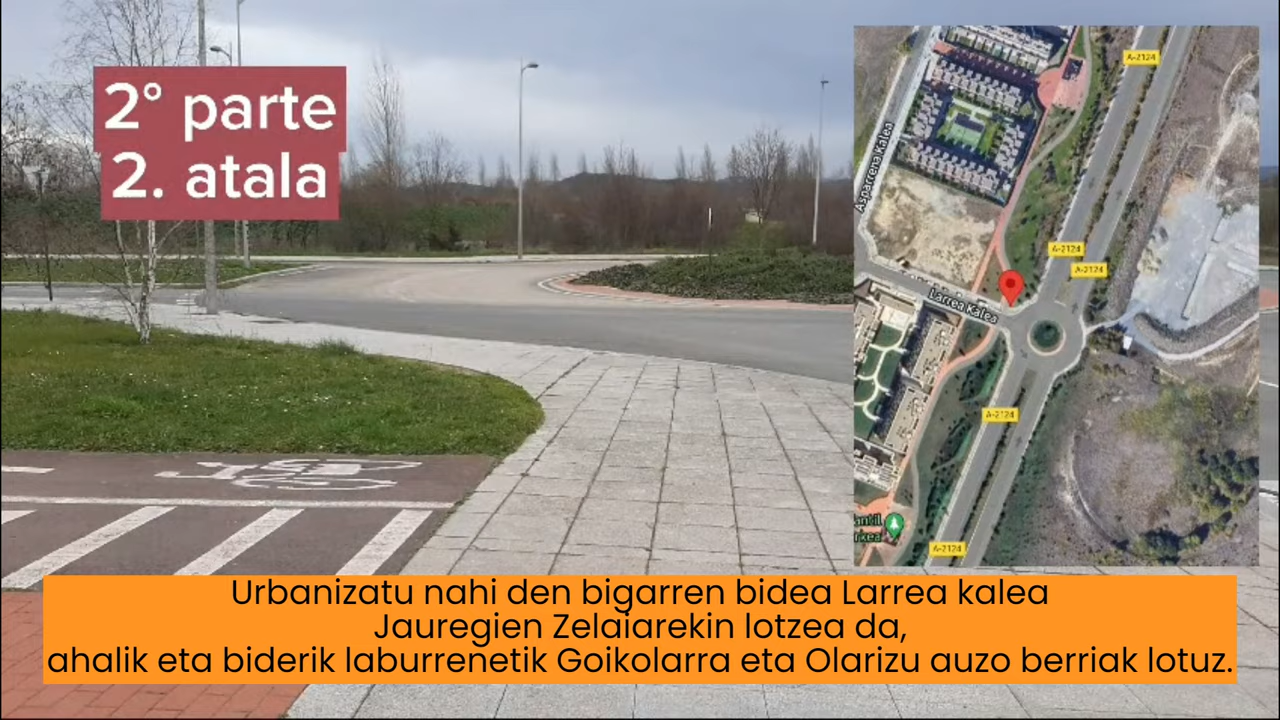 2° parte
2. atala
A-2124
Asparrena Kalea
A-2124
A-2124
Larrea Kalea
A-2124
A-2124
Urbanizatu nahi den bigarren bidea Larrea kalea
Jauregien Zelaiarekin lotzea da,
ahalik eta biderik laburrenetik Goikolarra eta Olarizu auzo berriak lotuz.